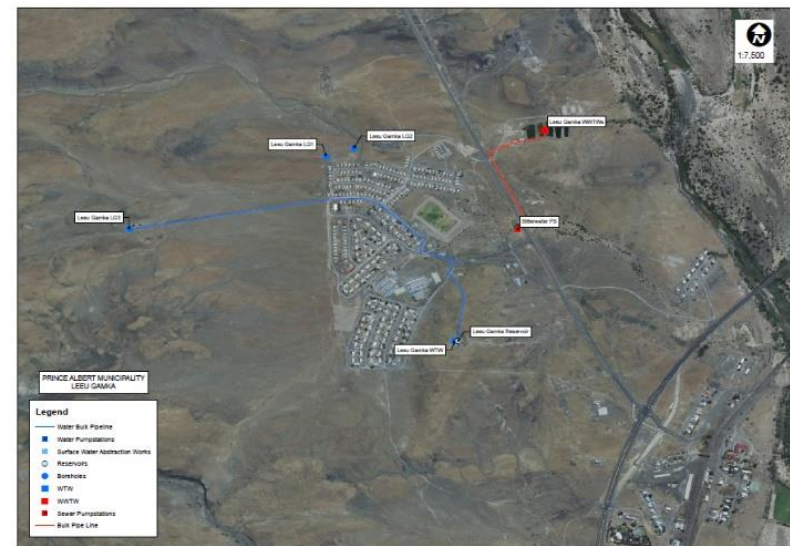 N
1:7,500
Leeu Gamka WWTWs
Leeu Gamka LG2
Leeu Gamka LG1
Leeu Gamka LG3
Bitterwater PS
Leeu Gamka Reservoir
Leeu Gamka WTW
PRINCE ALBERT MUNICIPALITY
LEEU GAMKA
Legend
Water Bulk Pipeline
Water Pumpstations
Surface Water Abstraction Works
Reservoirs
Boreholes
WTW
WWTW
Sewer Pumpstations
Bulk Pipe Line